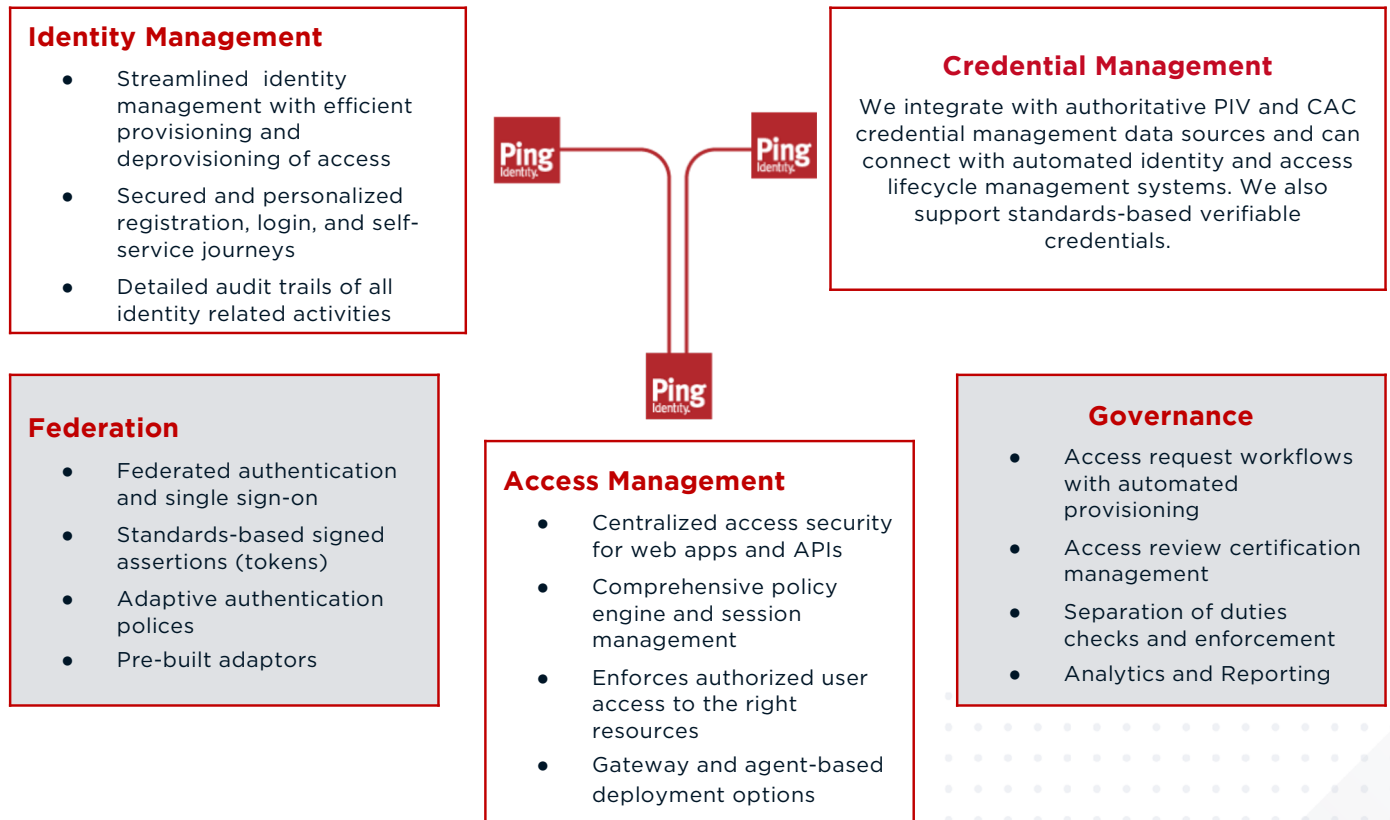 Identity Management
● Streamlined identity
management with efficient
provisioning and
deprovisioning of access
● Secured and personalized
registration, login, and self-
service journeys
● Detailed audit trails of all
identity related activities
Ping
Identity.
Ping
Identity.
Credential Management
We integrate with authoritative PIV and CAC
credential management data sources and can
connect with automated identity and access
lifecycle management systems. We also
support standards-based verifiable
credentials.
Ping
Identity.
Federation
● Federated authentication
and single sign-on
● Standards-based signed
assertions (tokens)
● Adaptive authentication
polices
● Pre-built adaptors
Access Management
● Centralized access security
for web apps and APIs
● Comprehensive policy
engine and session
management
● Enforces authorized user
access to the right
resources
● Gateway and agent-based
deployment options
Governance
● Access request workflows
with automated
provisioning
● Access review certification
management
● Separation of duties
checks and enforcement
● Analytics and Reporting